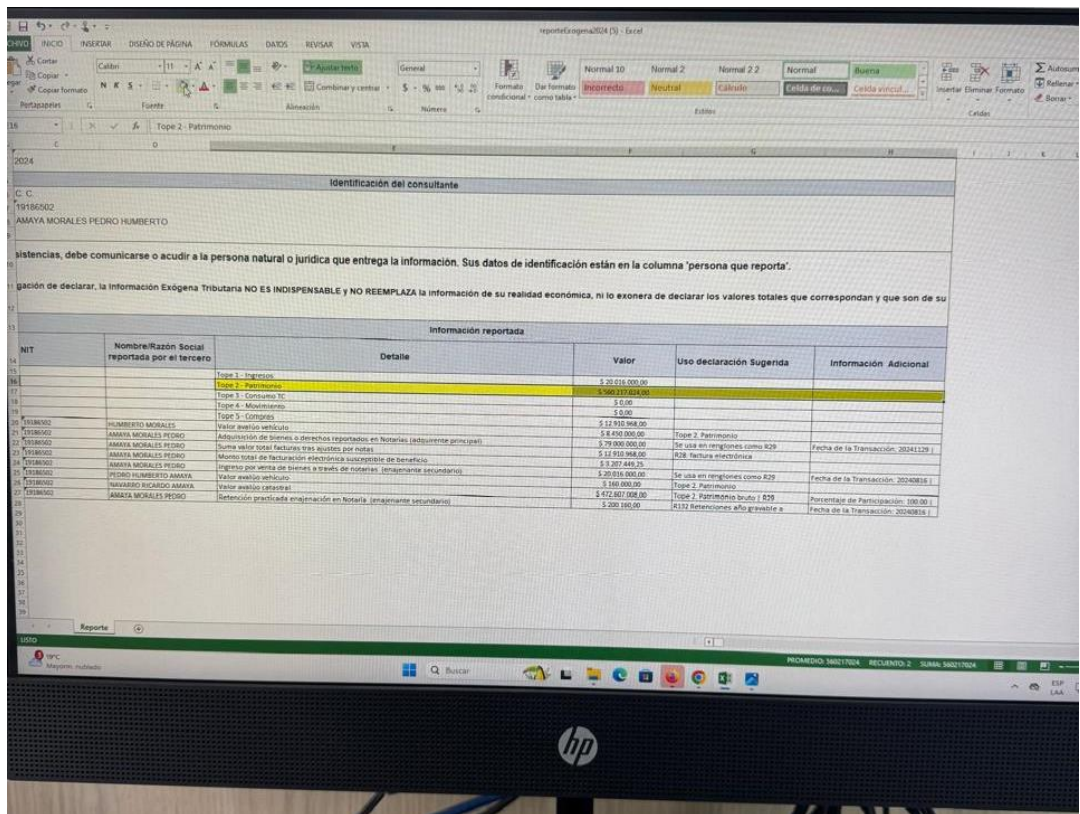 reporteExogena2024 (5) - Excel
INICIO INSERTAR DISEÑO DE PÁGINA FÓRMULAS DATOS REVISAR VISTA
Cortar
Copiar
Copiar formato
Portapapeles
Calibri 11
N K S
Fuente
Ajustar texto
Combinar y centrar
Alineación
General
Número
Formato condicional
Dar formato como tabla
Normal 10 Normal 2 Normal 2 2 Normal Buena
Incorrecto Neutral Cálculo Celda de co... Celda vincul...
Estilos
Insertar Eliminar Formato
Celdas
Autosuma
Rellenar
Borrar
Tope 2 - Patrimonio
2024
Identificación del consultante
C. C.
19186502
AMAYA MORALES PEDRO HUMBERTO
sistencias, debe comunicarse o acudir a la persona natural o jurídica que entrega la información. Sus datos de identificación están en la columna 'persona que reporta'.
gación de declarar, la Información Exógena Tributaria NO ES INDISPENSABLE y NO REEMPLAZA la información de su realidad económica, ni lo exonera de declarar los valores totales que correspondan y que son de su
Información reportada
NIT Nombre/Razón Social reportada por el tercero Detalle Valor Uso declaración Sugerida Información Adicional
Tope 1 - Ingresos $ 20.016.000,00
Tope 2 - Patrimonio $ 560.217.024,00
Tope 3 - Consumo TC $ 0,00
Tope 4 - Movimiento $ 0,00
Tope 5 - Compras $ 12.910.968,00
19186502 HUMBERTO MORALES Valor avalúo vehículo $ 8.450.000,00 Tope 2. Patrimonio
19186502 AMAYA MORALES PEDRO Adquisición de bienes o derechos reportados en Notarías (adquirente principal) $ 79.000.000,00 Se usa en renglones como R29 Fecha de la Transacción: 20241129 |
19186502 AMAYA MORALES PEDRO Suma valor total facturas tras ajustes por notas $ 12.910.968,00 R28. factura electrónica
19186502 AMAYA MORALES PEDRO Monto total de facturación electrónica susceptible de beneficio $ 3.207.449,25
19186502 AMAYA MORALES PEDRO Ingreso por venta de bienes a través de notarías (enajenante secundario) $ 20.016.000,00 Se usa en renglones como R29 Fecha de la Transacción: 20240816 |
19186502 PEDRO HUMBERTO AMAYA Valor avalúo vehículo $ 160.000,00 Tope 2. Patrimonio
19186502 NAVARRO RICARDO AMAYA Valor avalúo catastral $ 472.607.008,00 Tope 2. Patrimonio bruto | R29 Porcentaje de Participación: 100.00 |
19186502 AMAYA MORALES PEDRO Retención practicada enajenación en Notaría (enajenante secundario) $ 200.160,00 R132 Retenciones año gravable a Fecha de la Transacción: 20240816 |
Reporte
LISTO
PROMEDIO: 560217024 RECUENTO: 2 SUMA: 560217024
19°C
Mayorm. nublado
Buscar
ESP
LAA
hp